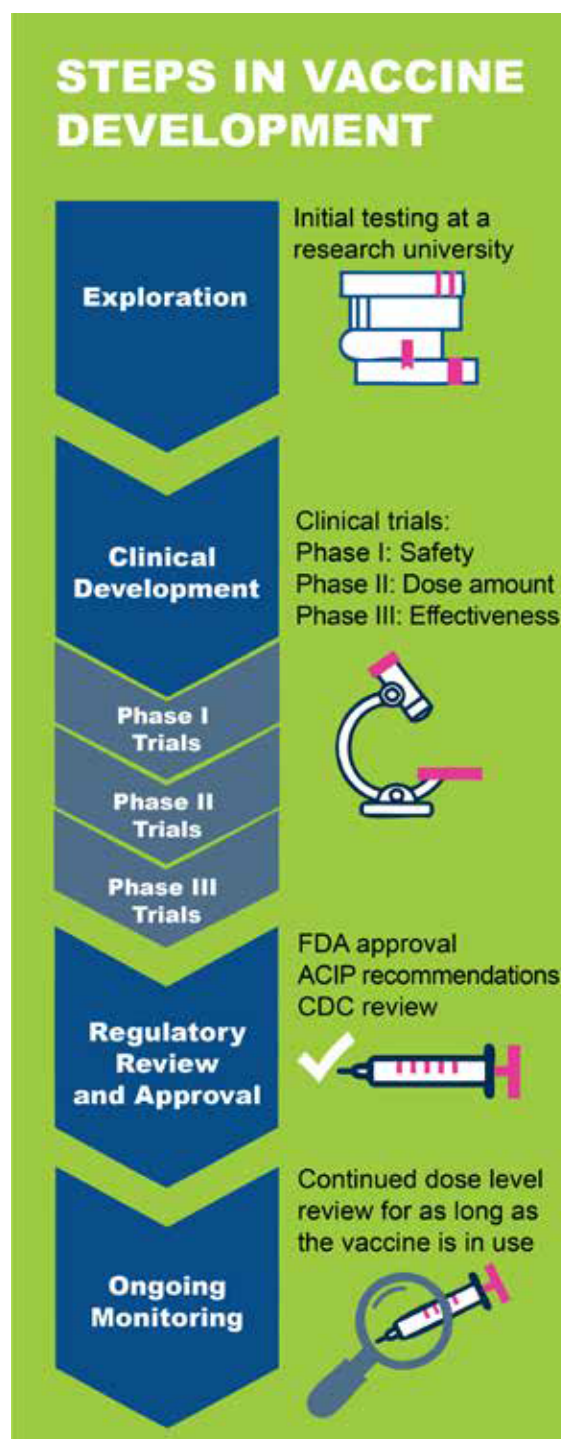 STEPS IN VACCINE
DEVELOPMENT
Exploration
Initial testing at a
research university
Clinical
Development
Clinical trials:
Phase I: Safety
Phase II: Dose amount
Phase III: Effectiveness
Phase I
Trials
Phase II
Trials
Phase III
Trials
Regulatory
Review
and Approval
FDA approval
ACIP recommendations
CDC review
Ongoing
Monitoring
Continued dose level
review for as long as
the vaccine is in use